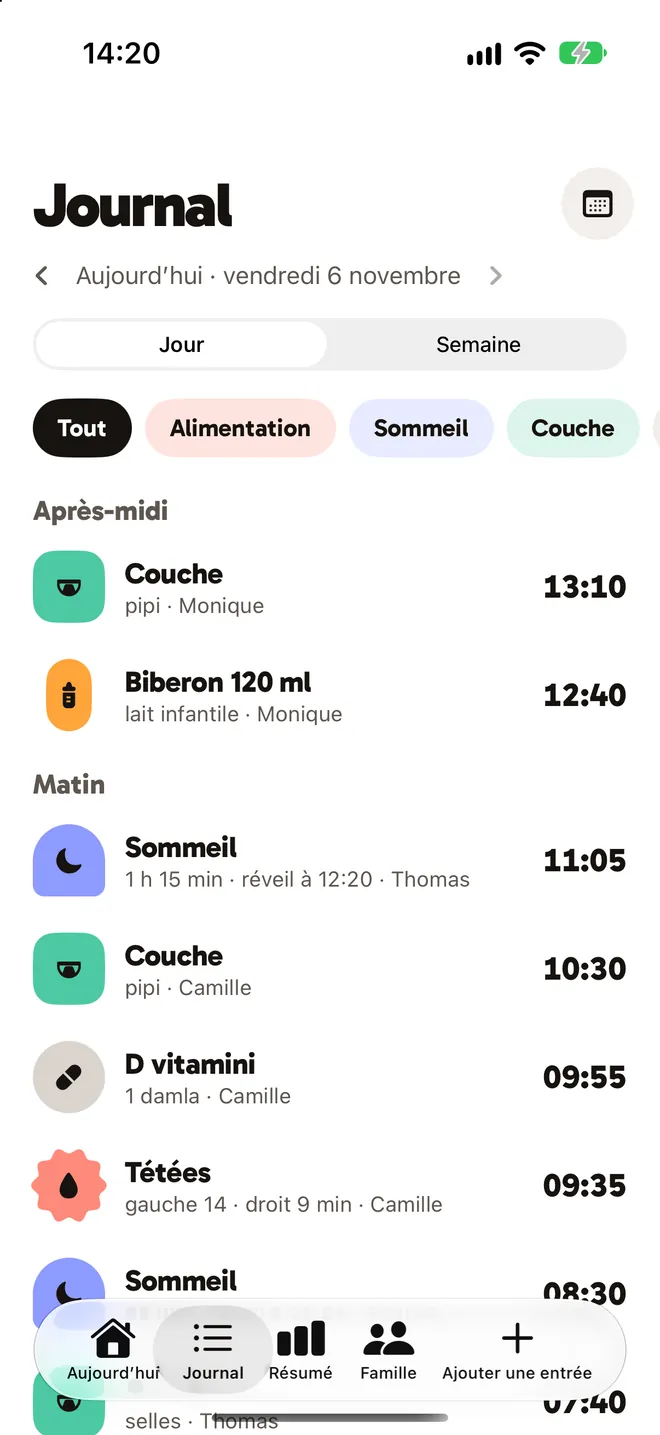 14:20
Journal
Aujourd'hui · vendredi 6 novembre
Jour
Semaine
Tout
Alimentation
Sommeil
Couche
Après-midi
Couche
13:10
pipi · Monique
Biberon 120 ml
12:40
lait infantile · Monique
Matin
Sommeil
11:05
1 h 15 min · réveil à 12:20 · Thomas
Couche
10:30
pipi · Camille
D vitamini
09:55
1 damla · Camille
Tétées
09:35
gauche 14 · droit 9 min · Camille
Sommeil
08:30
Aujourd'hui
Journal
Résumé
Famille
Ajouter une entrée
07:40
selles · Thomas